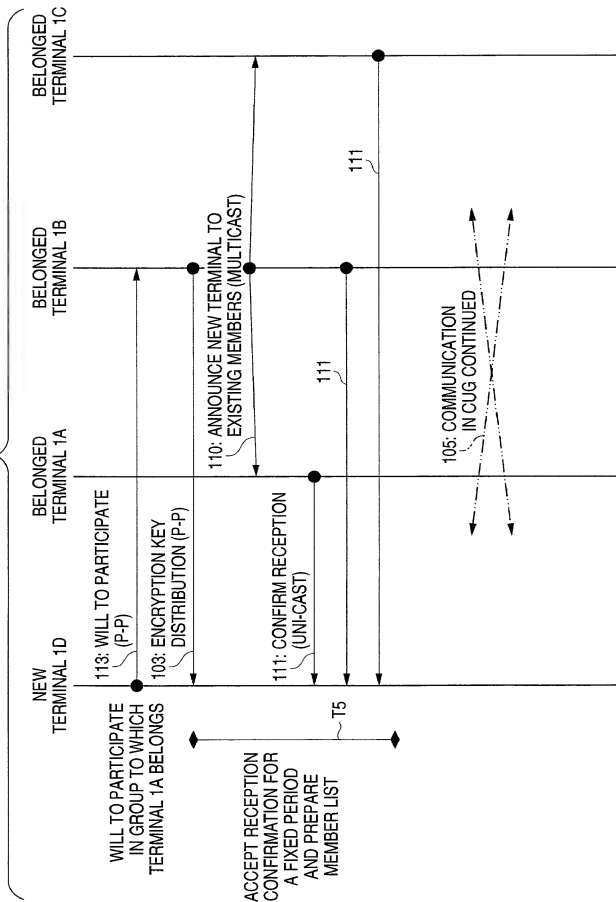 NEW
TERMINAL 1D
BELONGED
TERMINAL 1A
BELONGED
TERMINAL 1B
BELONGED
TERMINAL 1C
WILL TO PARTICIPATE
IN GROUP TO WHICH
TERMINAL 1A BELONGS
113: WILL TO PARTICIPATE
(P-P)
103: ENCRYPTION KEY
DISTRIBUTION (P-P)
110: ANNOUNCE NEW TERMINAL TO
EXISTING MEMBERS (MULTICAST)
ACCEPT RECEPTION
CONFIRMATION FOR
A FIXED PERIOD
AND PREPARE
MEMBER LIST
T5
111: CONFIRM RECEPTION
(UNI-CAST)
111
111
105: COMMUNICATION
IN CUG CONTINUED